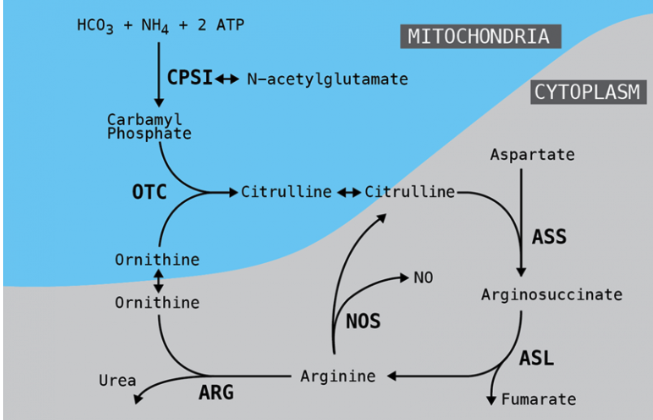 HCO3 + NH4 + 2 ATP
MITOCHONDRIA
CPSI N-acetylglutamate
CYTOPLASM
Carbamyl
Phosphate
Aspartate
OTC Citrulline Citrulline
ASS
Ornithine
NO
Arginosuccinate
Ornithine
NOS
ASL
Urea
Arginine
ARG
Fumarate